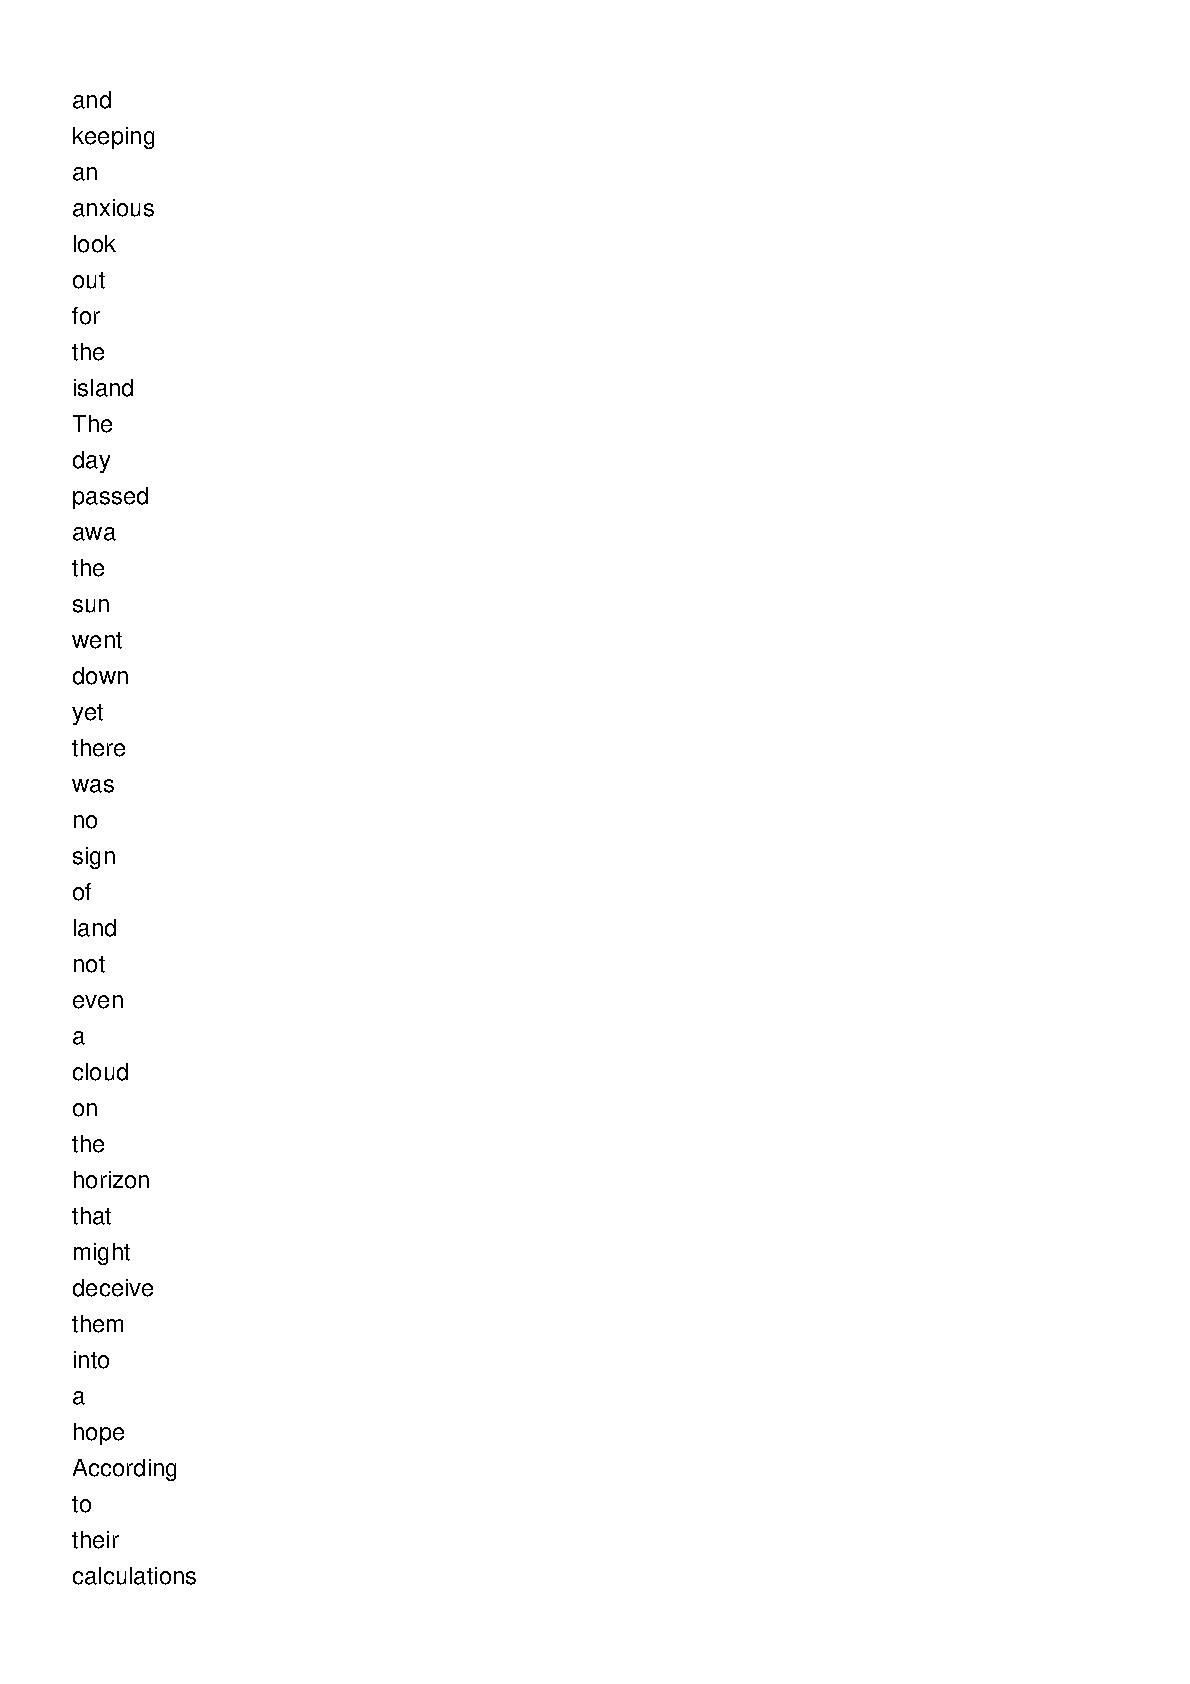 and
keeping
an
anxious
look
out
for
the
island
The
day
passed
awa
the
sun
went
down
yet
there
was
no
sign
of
land
not
even
a
cloud
on
the
horizon
that
might
deceive
them
into
a
hope
According
to
their
calculations